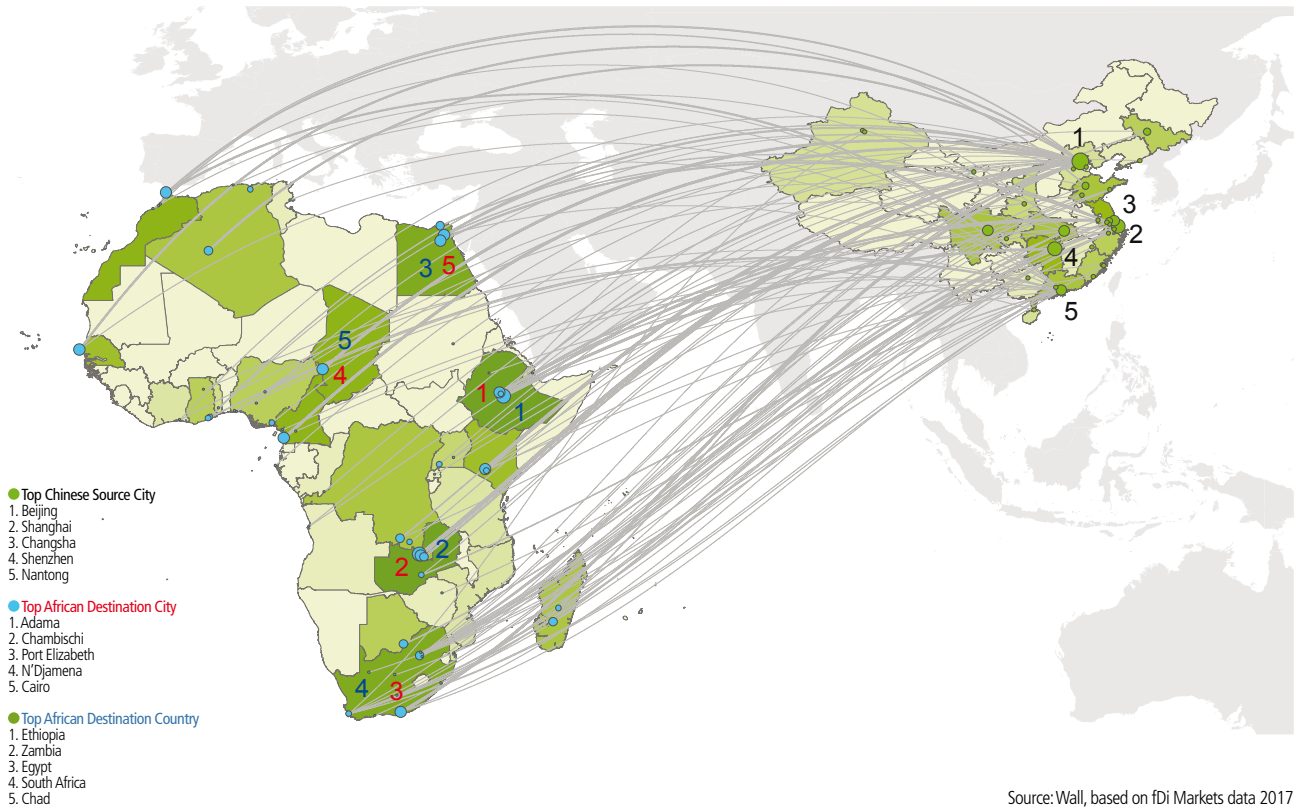 1
3
2
4
5
3 5
5
4
1
1
2
2
4
3
Top Chinese Source City
1. Beijing
2. Shanghai
3. Changsha
4. Shenzhen
5. Nantong
Top African Destination City
1. Adama
2. Chambischi
3. Port Elizabeth
4. N'Djamena
5. Cairo
Top African Destination Country
1. Ethiopia
2. Zambia
3. Egypt
4. South Africa
5. Chad
Source: Wall, based on fDi Markets data 2017